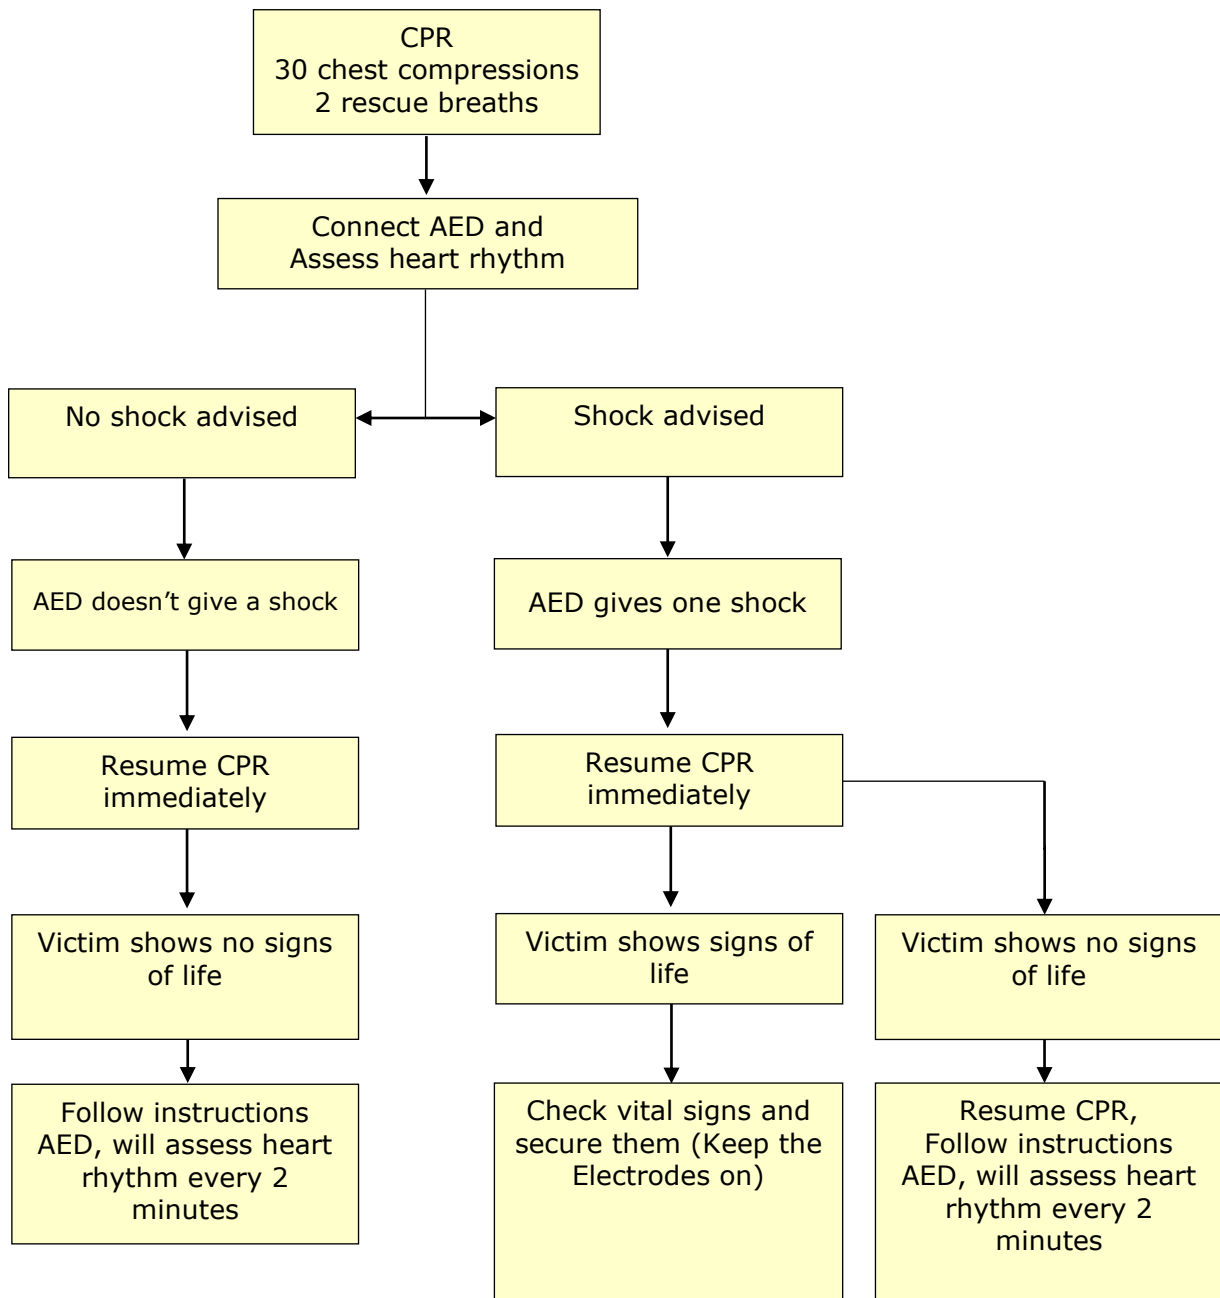 CPR
30 chest compressions
2 rescue breaths
Connect AED and
Assess heart rhythm
No shock advised
Shock advised
AED doesn’t give a shock
AED gives one shock
Resume CPR
immediately
Resume CPR
immediately
Victim shows no signs
of life
Victim shows signs of
life
Victim shows no signs
of life
Follow instructions
AED, will assess heart
rhythm every 2
minutes
Check vital signs and
secure them (Keep the
Electrodes on)
Resume CPR,
Follow instructions
AED, will assess heart
rhythm every 2
minutes